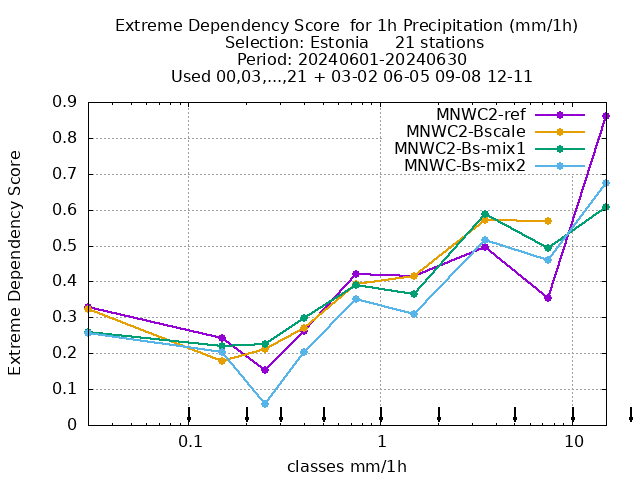 Extreme Dependency Score  for 1h Precipitation (mm/1h)
Selection: Estonia     21 stations
Period: 20240601-20240630
Used 00,03,...,21 + 03-02 06-05 09-08 12-11
MNWC2-ref
MNWC2-Bscale
MNWC2-Bs-mix1
MNWC-Bs-mix2
Extreme Dependency Score
0.9
0.8
0.7
0.6
0.5
0.4
0.3
0.2
0.1
0
0.1
1
10
classes mm/1h